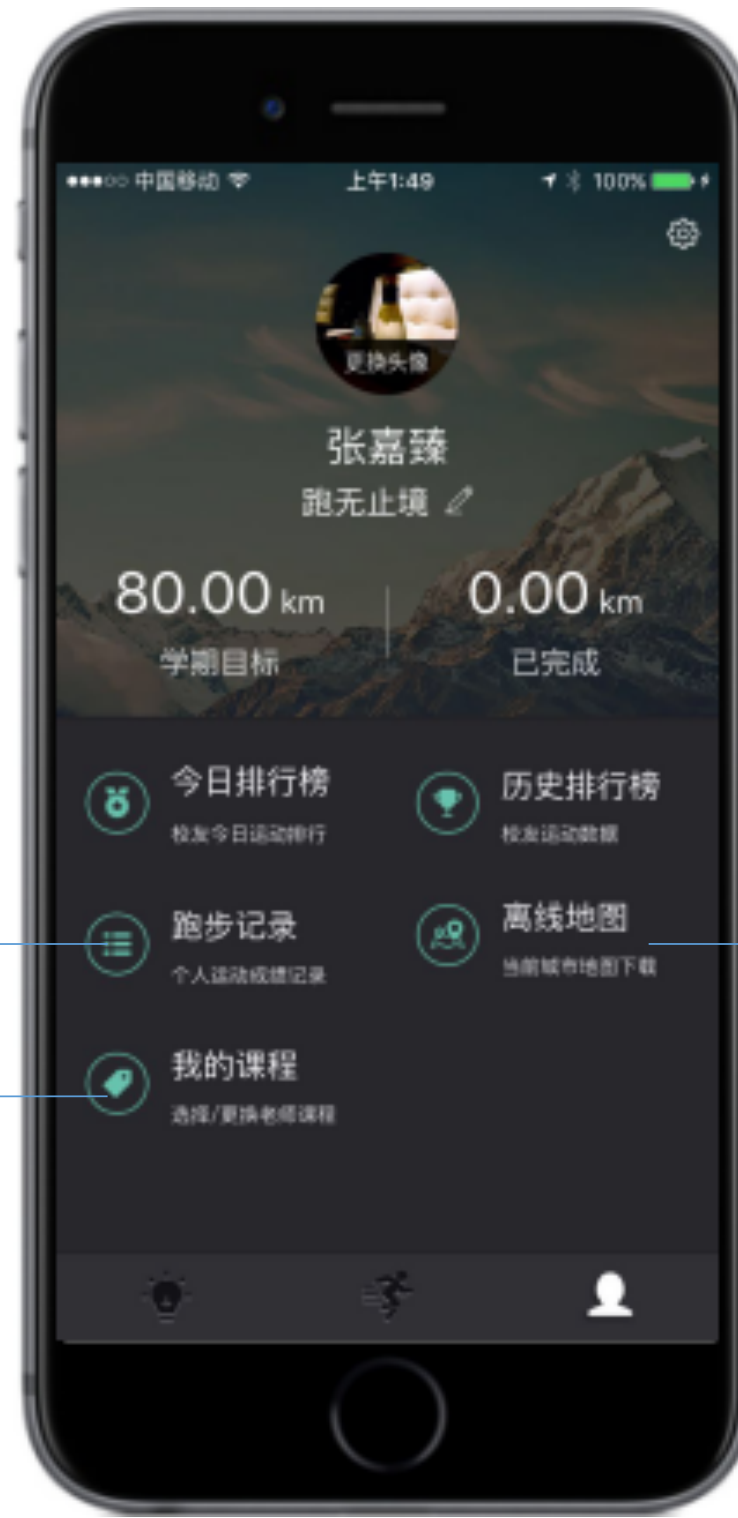 中国移动 上午1:49 100%
更换头像
张嘉臻
跑无止境
80.00 km 0.00 km
学期目标 已完成
今日排行榜 历史排行榜
校友今日运动排行 校友运动数据
跑步记录 离线地图
个人运动成绩记录 当前城市地图下载
我的课程
选择/更换老师课程